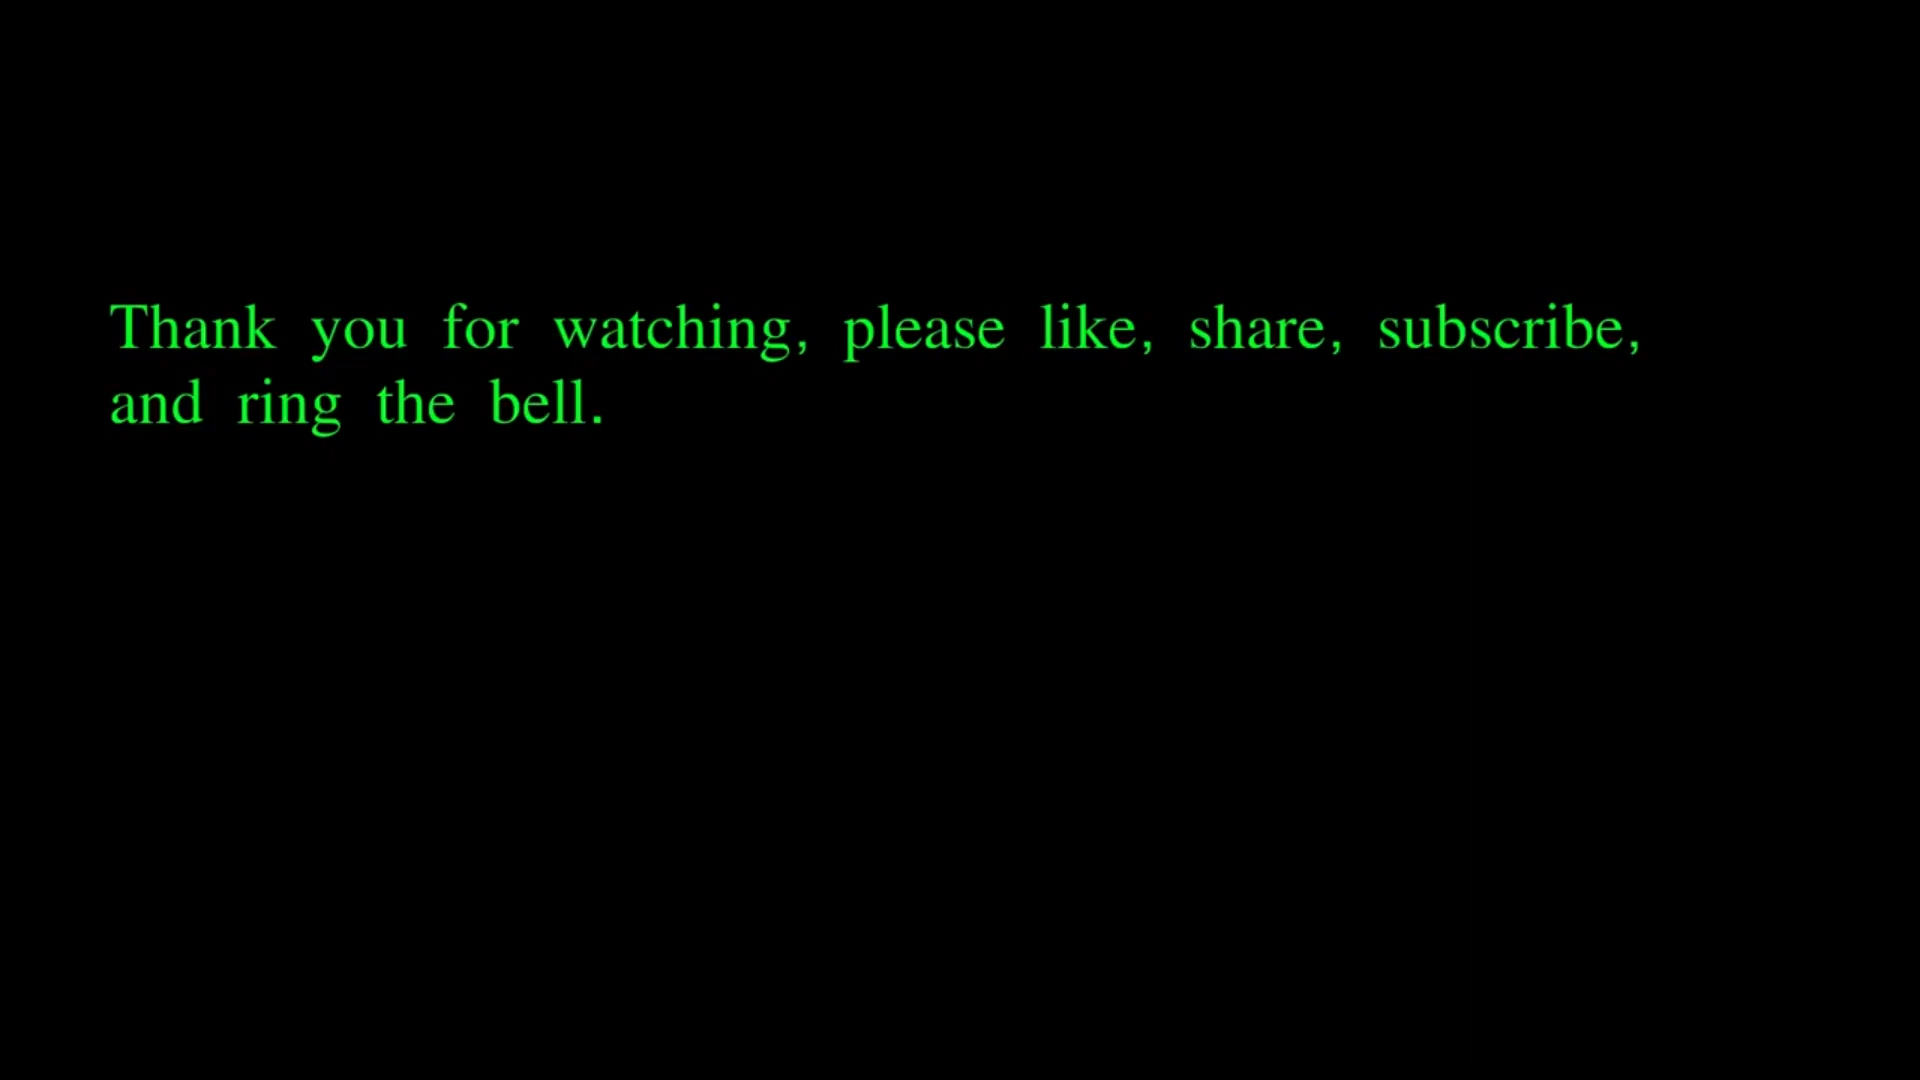 Thank you for watching, please like, share, subscribe,
and ring the bell.